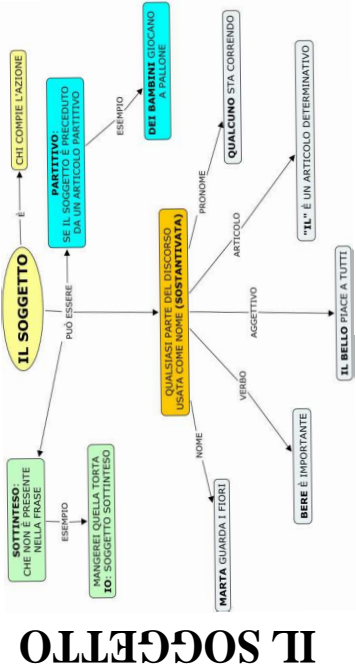 IL SOGGETTO
IL SOGGETTO
È
CHI COMPIE L'AZIONE
PUÒ ESSERE
SOTTINTESO:
CHE NON È PRESENTE
NELLA FRASE
ESEMPIO
MANGEREI QUELLA TORTA
IO: SOGGETTO SOTTINTESO
PARTITIVO:
SE IL SOGGETTO È PRECEDUTO
DA UN ARTICOLO PARTITIVO
ESEMPIO
DEI BAMBINI GIOCANO
A PALLONE
QUALSIASI PARTE DEL DISCORSO
USATA COME NOME (SOSTANTIVATA)
NOME
MARTA GUARDA I FIORI
VERBO
BERE È IMPORTANTE
AGGETTIVO
IL BELLO PIACE A TUTTI
ARTICOLO
"IL" È UN ARTICOLO DETERMINATIVO
PRONOME
QUALCUNO STA CORRENDO